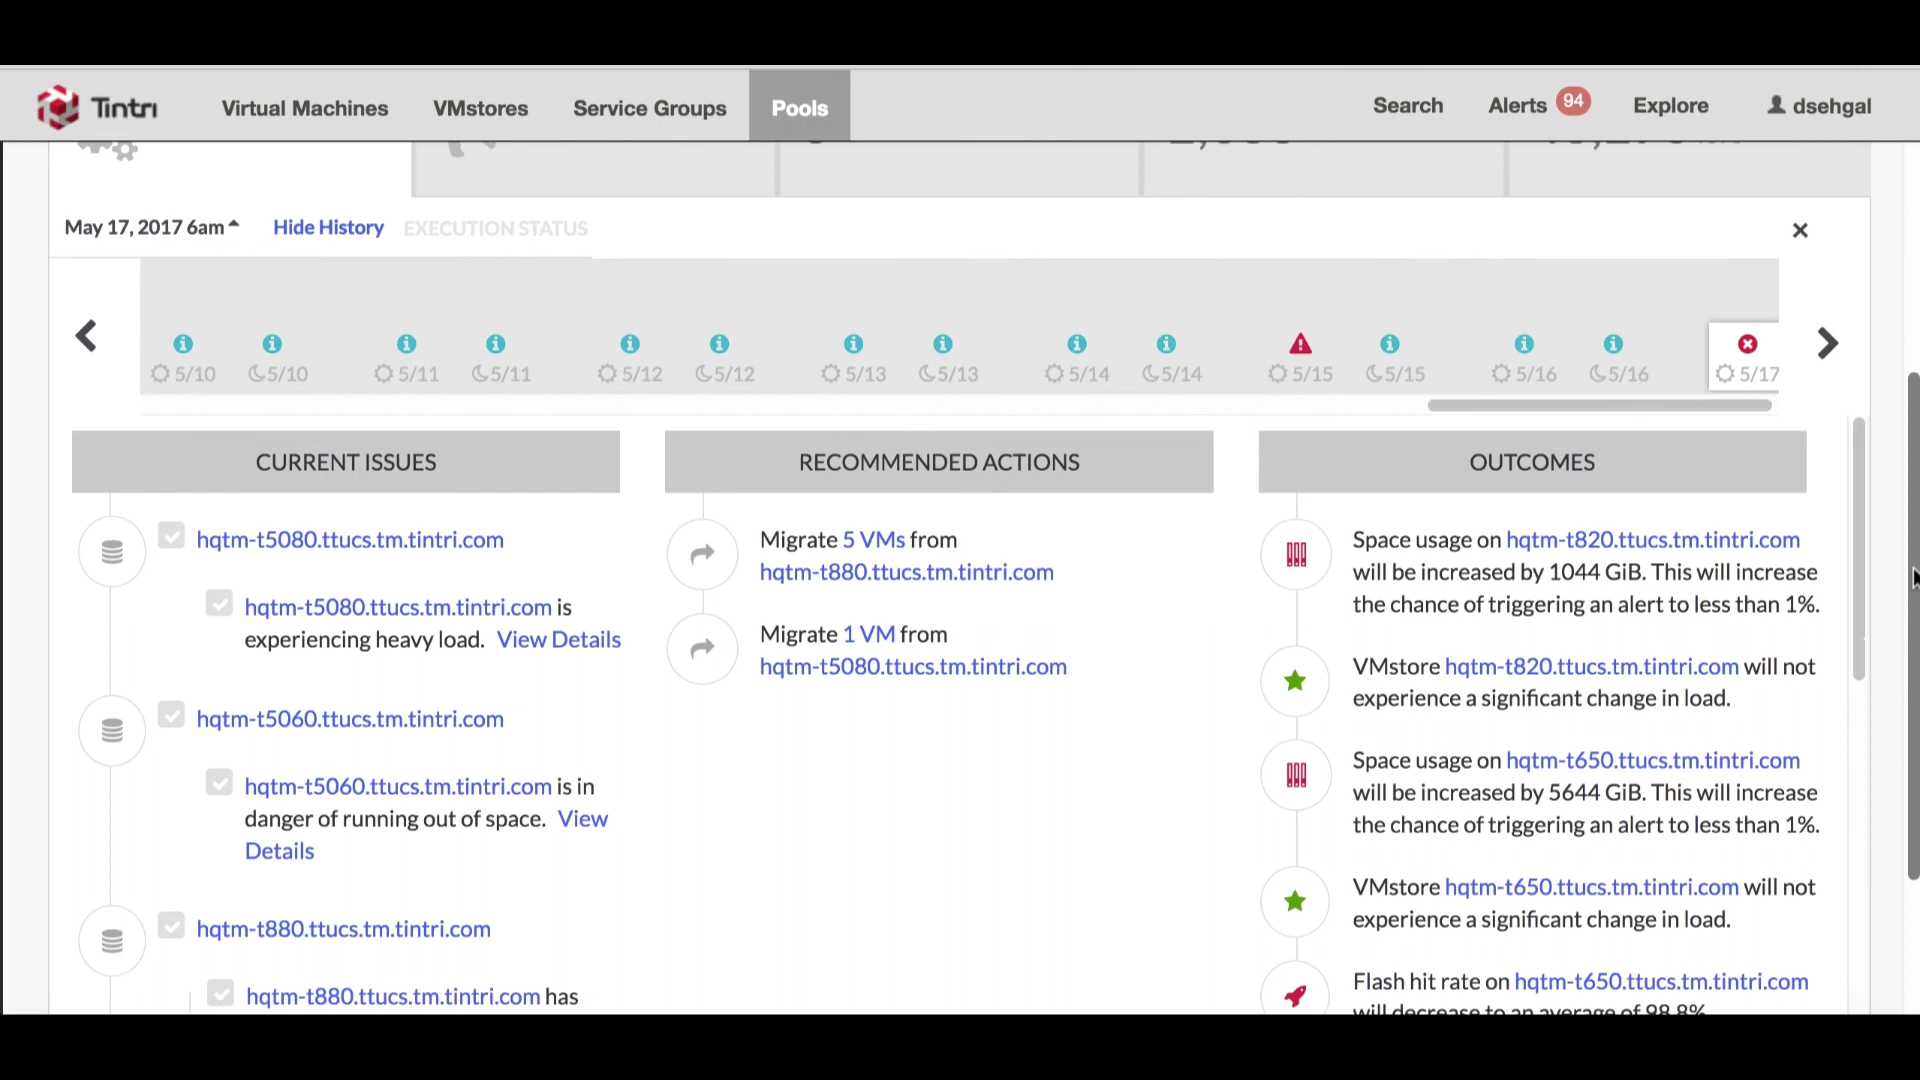 Tintri
Virtual Machines
VMstores
Service Groups
Pools
Search
Alerts 94
Explore
dsehgal
May 17, 2017 6am
Hide History
EXECUTION STATUS
5/10
5/10
5/11
5/11
5/12
5/12
5/13
5/13
5/14
5/14
5/15
5/15
5/16
5/16
5/17
CURRENT ISSUES
hqtm-t5080.ttucs.tm.tintri.com
hqtm-t5080.ttucs.tm.tintri.com is
experiencing heavy load. View Details
hqtm-t5060.ttucs.tm.tintri.com
hqtm-t5060.ttucs.tm.tintri.com is in
danger of running out of space. View
Details
hqtm-t880.ttucs.tm.tintri.com
hqtm-t880.ttucs.tm.tintri.com has
RECOMMENDED ACTIONS
Migrate 5 VMs from
hqtm-t880.ttucs.tm.tintri.com
Migrate 1 VM from
hqtm-t5080.ttucs.tm.tintri.com
OUTCOMES
Space usage on hqtm-t820.ttucs.tm.tintri.com
will be increased by 1044 GiB. This will increase
the chance of triggering an alert to less than 1%.
VMstore hqtm-t820.ttucs.tm.tintri.com will not
experience a significant change in load.
Space usage on hqtm-t650.ttucs.tm.tintri.com
will be increased by 5644 GiB. This will increase
the chance of triggering an alert to less than 1%.
VMstore hqtm-t650.ttucs.tm.tintri.com will not
experience a significant change in load.
Flash hit rate on hqtm-t650.ttucs.tm.tintri.com
will decrease to an average of 98.8%